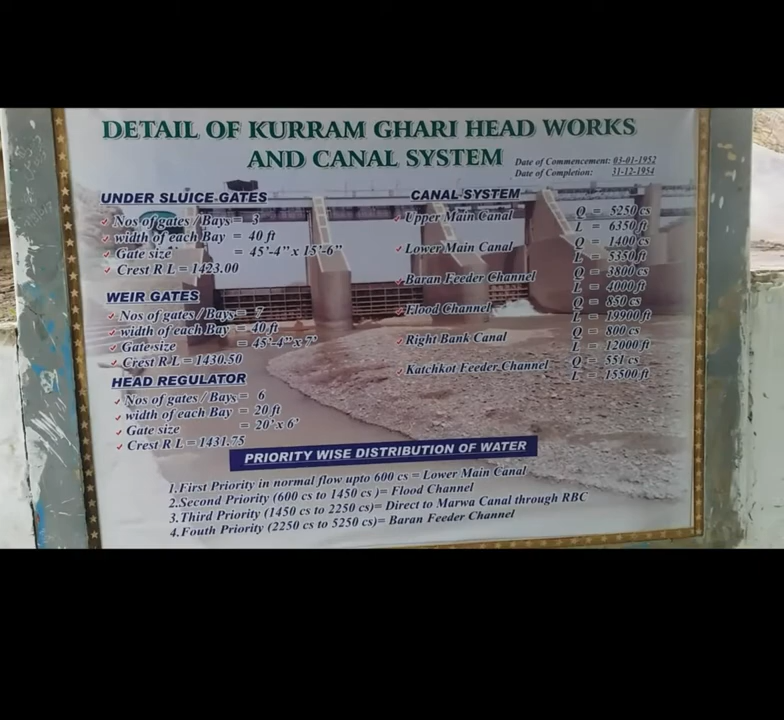 DETAIL OF KURRAM GHARI HEAD WORKS
AND CANAL SYSTEM
Date of Commencement: 03-01-1952
Date of Completion: 31-12-1954
UNDER SLUICE GATES
Nos of gates / Bays = 3
width of each Bay = 40 ft
Gate size = 45'-4" x 15'-6"
Crest R L = 1423.00
WEIR GATES
Nos of gates / Bays = 7
width of each Bay = 40 ft
Gate size = 45'-4" x 7'
Crest R L = 1430.50
HEAD REGULATOR
Nos of gates / Bays = 6
width of each Bay = 20 ft
Gate size = 20' x 6'
Crest R L = 1431.75
CANAL SYSTEM
Upper Main Canal Q = 5250 cs
L = 6350 ft
Lower Main Canal Q = 1400 cs
L = 5350 ft
Baran Feeder Channel Q = 3800 cs
L = 4000 ft
Flood Channel Q = 850 cs
L = 19900 ft
Right Bank Canal Q = 800 cs
L = 12000 ft
Katchkot Feeder Channel Q = 551 cs
L = 15500 ft
PRIORITY WISE DISTRIBUTION OF WATER
1.First Priority in normal flow upto 600 cs = Lower Main Canal
2.Second Priority (600 cs to 1450 cs )= Flood Channel
3.Third Priority (1450 cs to 2250 cs)= Direct to Marwa Canal through RBC
4.Fouth Priority (2250 cs to 5250 cs)= Baran Feeder Channel